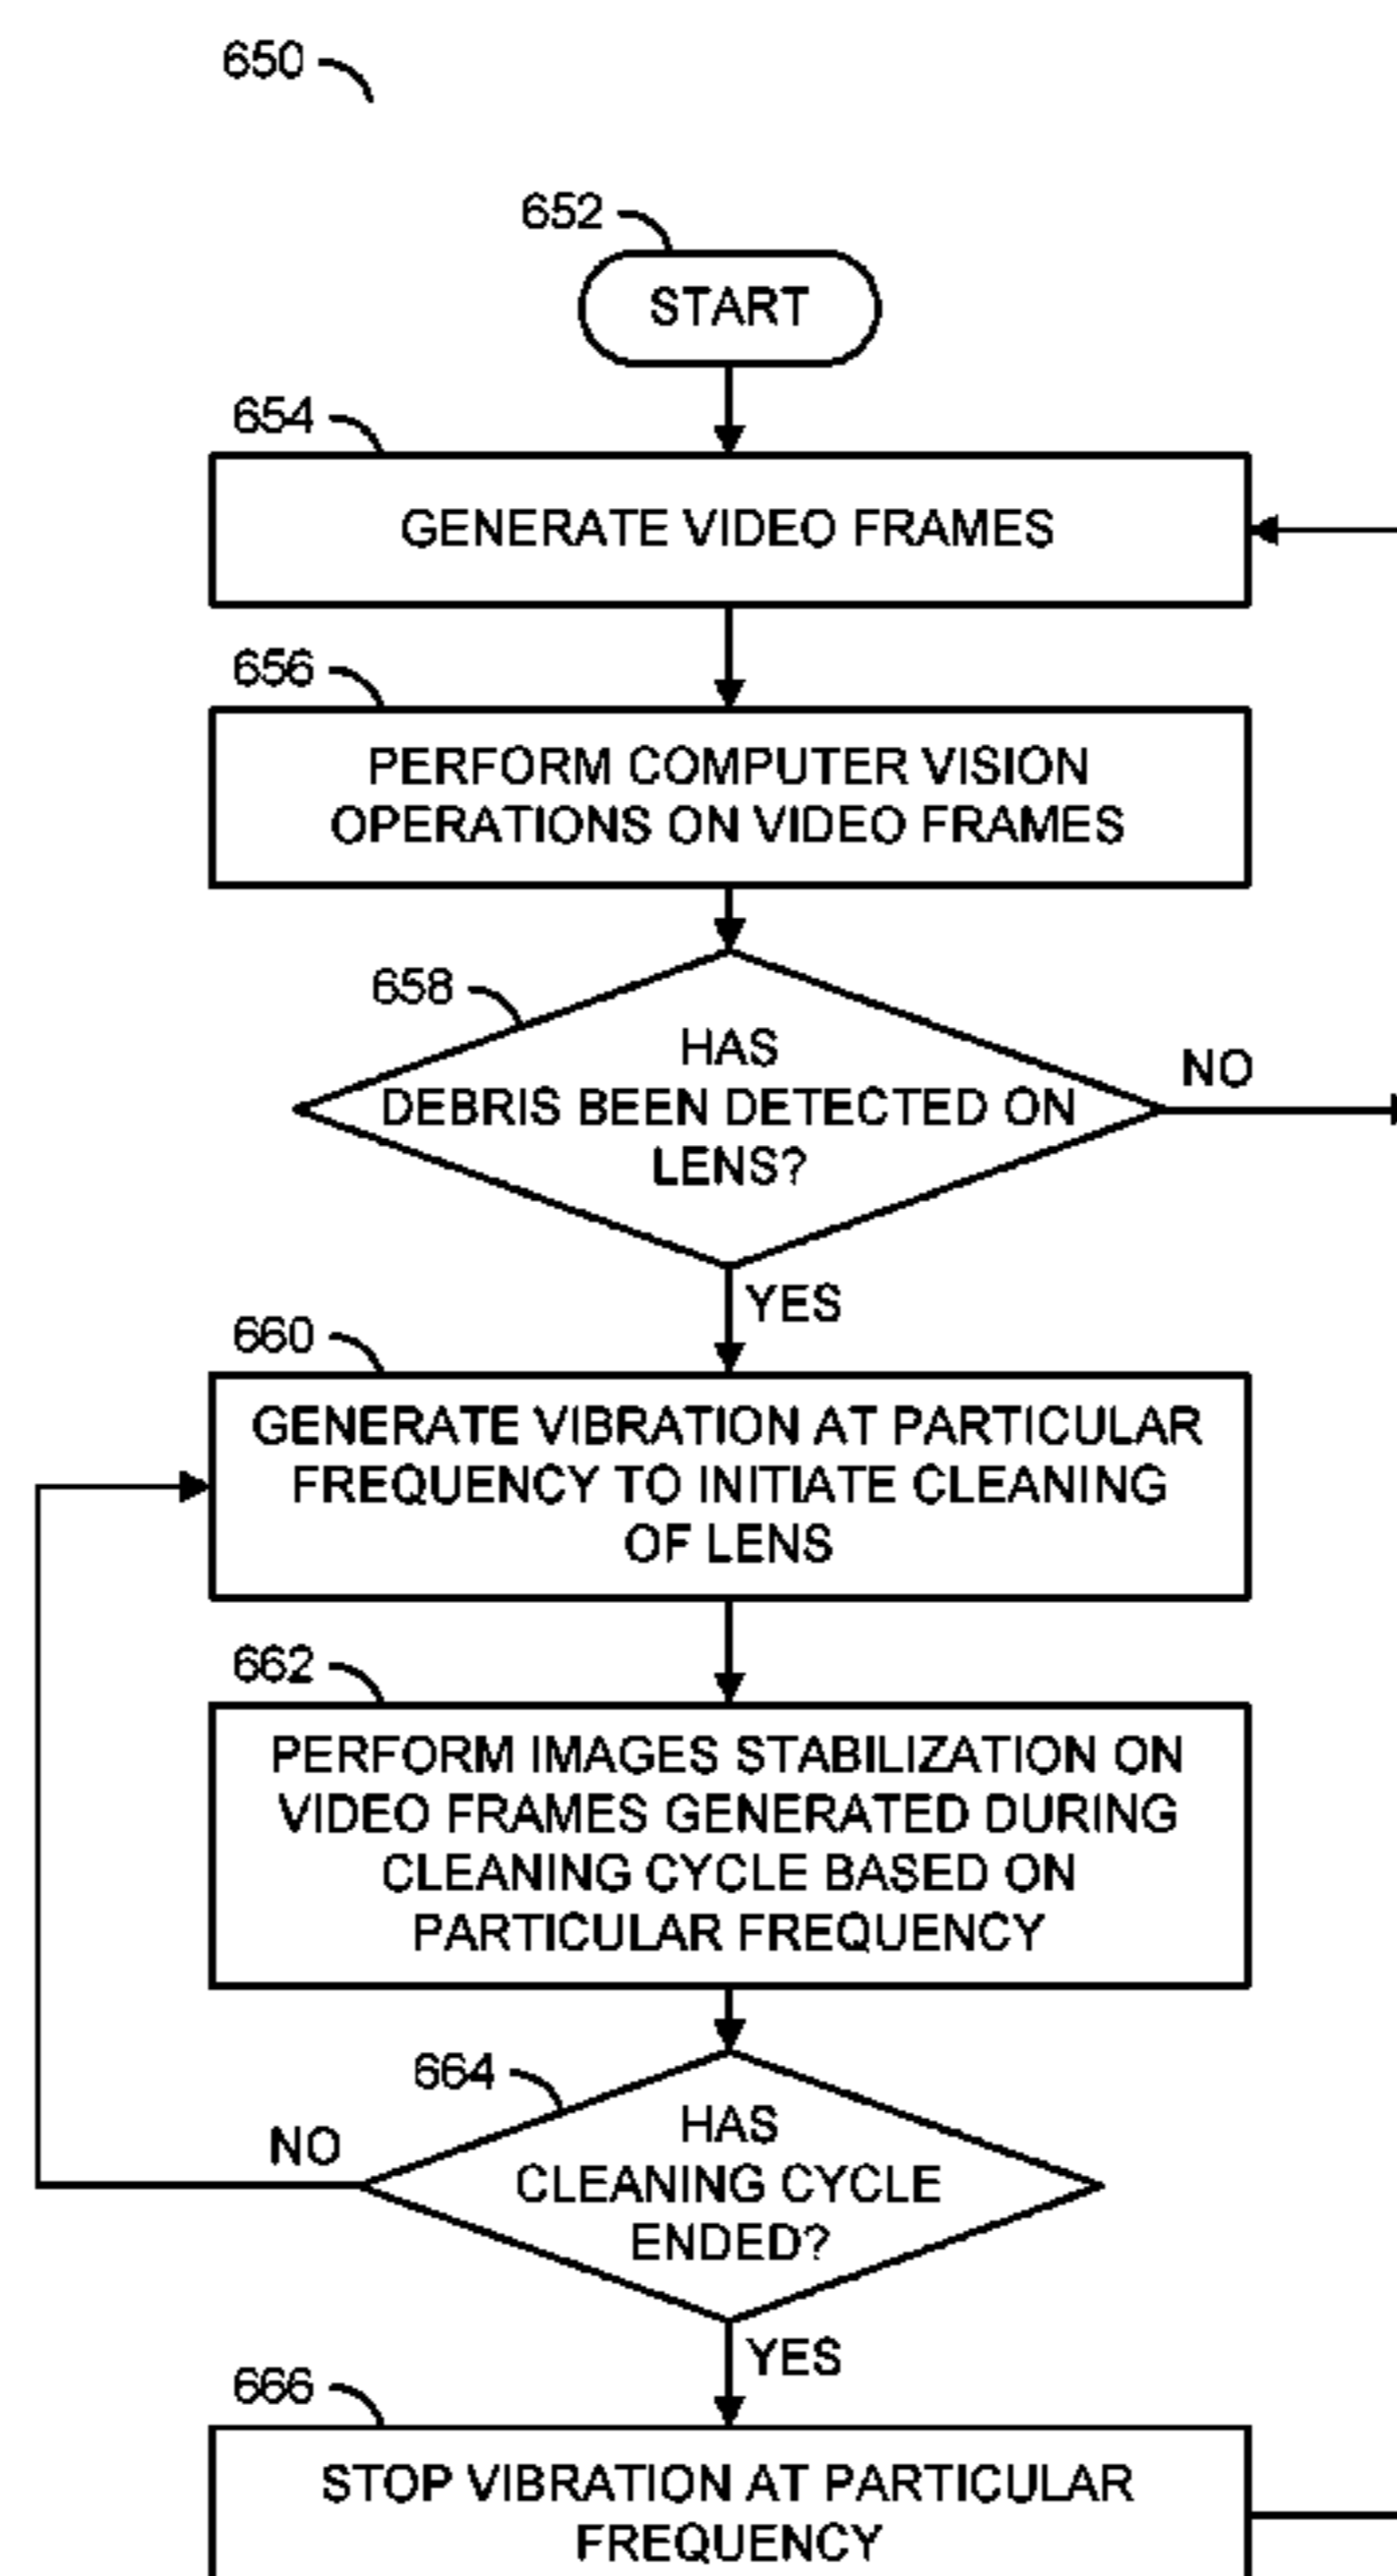 650
652
START
654
GENERATE VIDEO FRAMES
656
PERFORM COMPUTER VISION
OPERATIONS ON VIDEO FRAMES
658
HAS
DEBRIS BEEN DETECTED ON
LENS?
NO
YES
660
GENERATE VIBRATION AT PARTICULAR
FREQUENCY TO INITIATE CLEANING
OF LENS
662
PERFORM IMAGES STABILIZATION ON
VIDEO FRAMES GENERATED DURING
CLEANING CYCLE BASED ON
PARTICULAR FREQUENCY
664
HAS
CLEANING CYCLE
ENDED?
NO
YES
666
STOP VIBRATION AT PARTICULAR
FREQUENCY